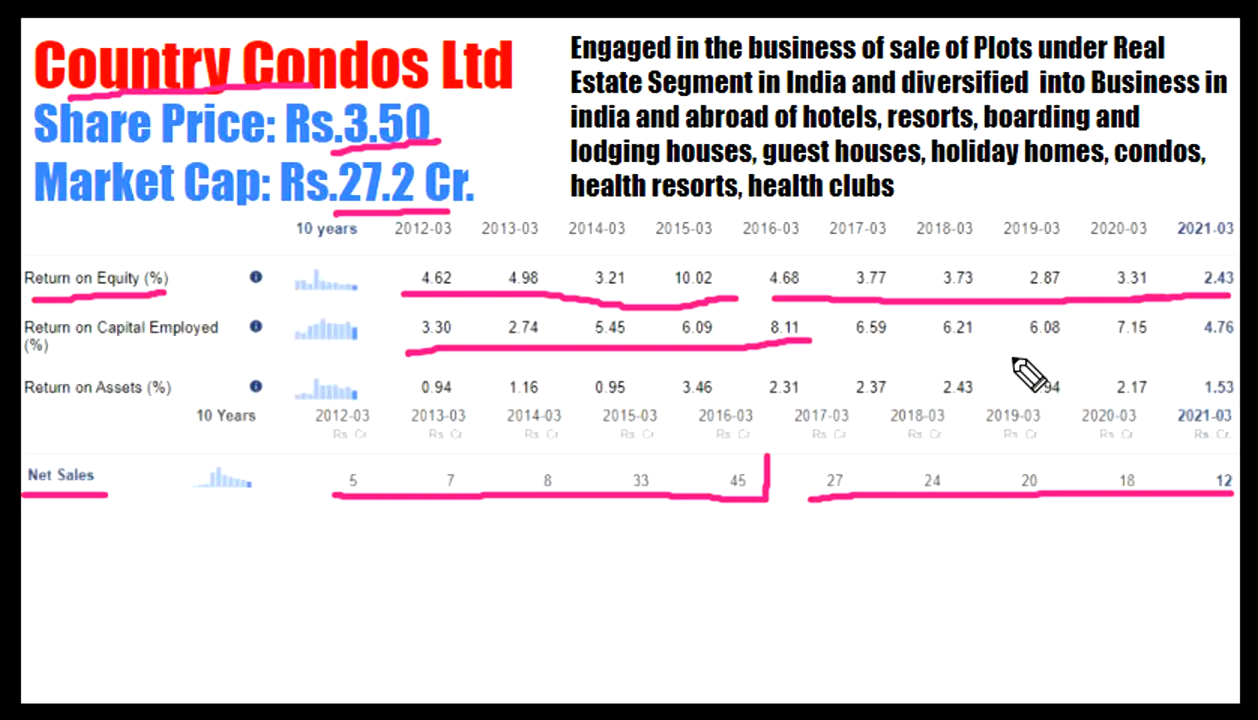 Country Condos Ltd
Share Price: Rs.3.50
Market Cap: Rs.27.2 Cr.
Engaged in the business of sale of Plots under Real
Estate Segment in India and diversified into Business in
india and abroad of hotels, resorts, boarding and
lodging houses, guest houses, holiday homes, condos,
health resorts, health clubs
10 years 2012-03 2013-03 2014-03 2015-03 2016-03 2017-03 2018-03 2019-03 2020-03 2021-03
Return on Equity (%) 4.62 4.98 3.21 10.02 4.68 3.77 3.73 2.87 3.31 2.43
Return on Capital Employed 3.30 2.74 5.45 6.09 8.11 6.59 6.21 6.08 7.15 4.76
(%)
Return on Assets (%) 0.94 1.16 0.95 3.46 2.31 2.37 2.43 2.17 1.53
10 Years 2012-03 2013-03 2014-03 2015-03 2016-03 2017-03 2018-03 2019-03 2020-03 2021-03
Rs. Cr Rs. Cr Rs. Cr Rs. Cr Rs. Cr Rs. Cr Rs. Cr Rs. Cr Rs. Cr Rs. Cr.
Net Sales 5 7 8 33 45 27 24 20 18 12